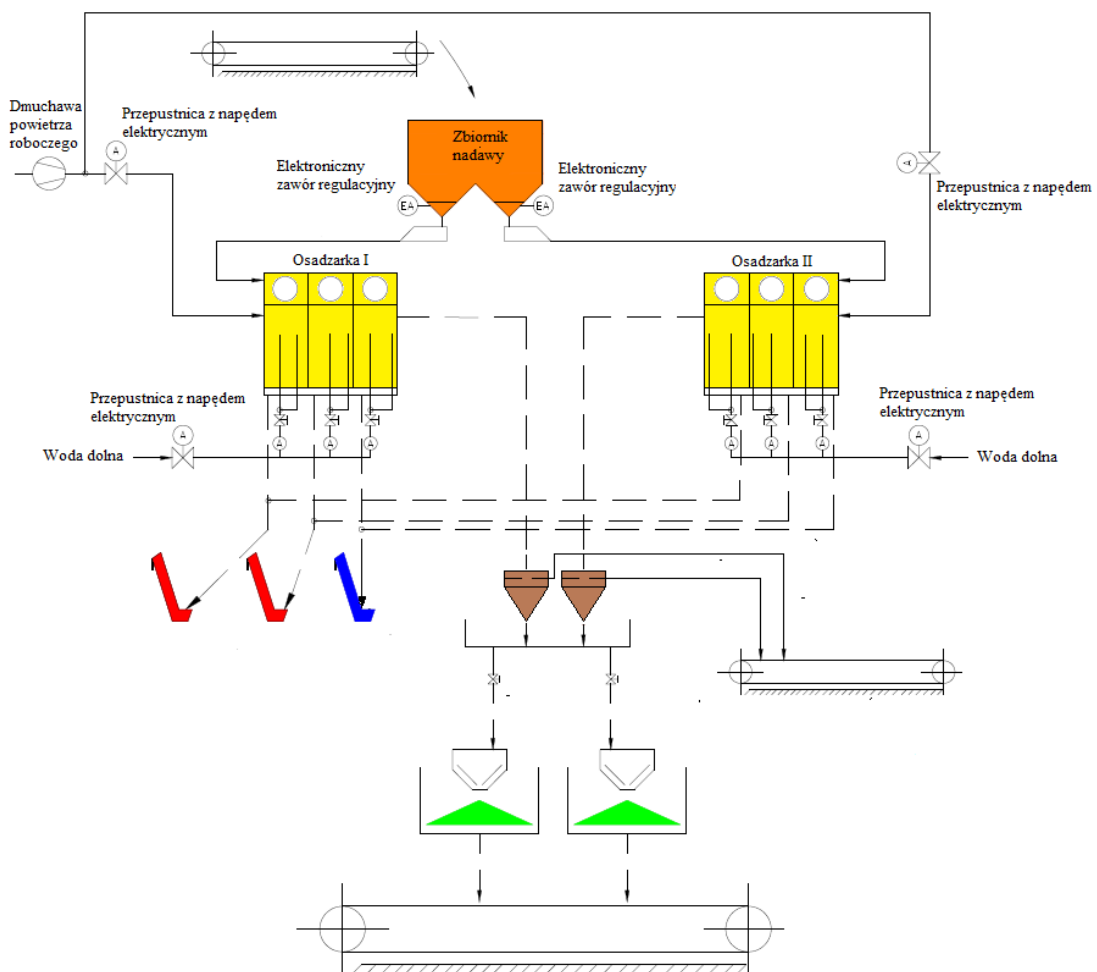 Dmuchawa
powietrza
roboczego
Przepustnica z napędem
elektrycznym
A
Zbiornik
nadawy
Elektroniczny
zawór regulacyjny
Elektroniczny
zawór regulacyjny
EA
EA
A
Przepustnica z napędem
elektrycznym
Osadzarka I
Osadzarka II
Przepustnica z napędem
elektrycznym
A
Woda dolna
A
A
A
Przepustnica z napędem
elektrycznym
A
Woda dolna
A
A
A